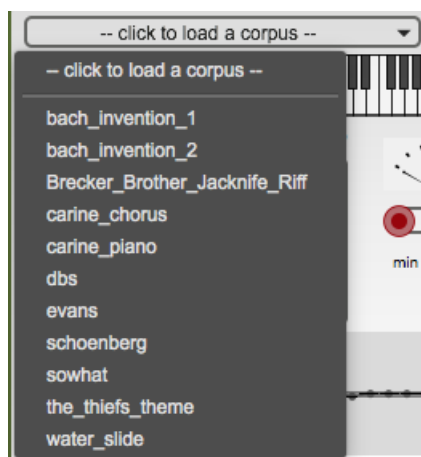 -- click to load a corpus --
-- click to load a corpus --
bach_invention_1
bach_invention_2
Brecker_Brother_Jacknife_Riff
carine_chorus
carine_piano
dbs
evans
schoenberg
sowhat
the_thiefs_theme
water_slide
min